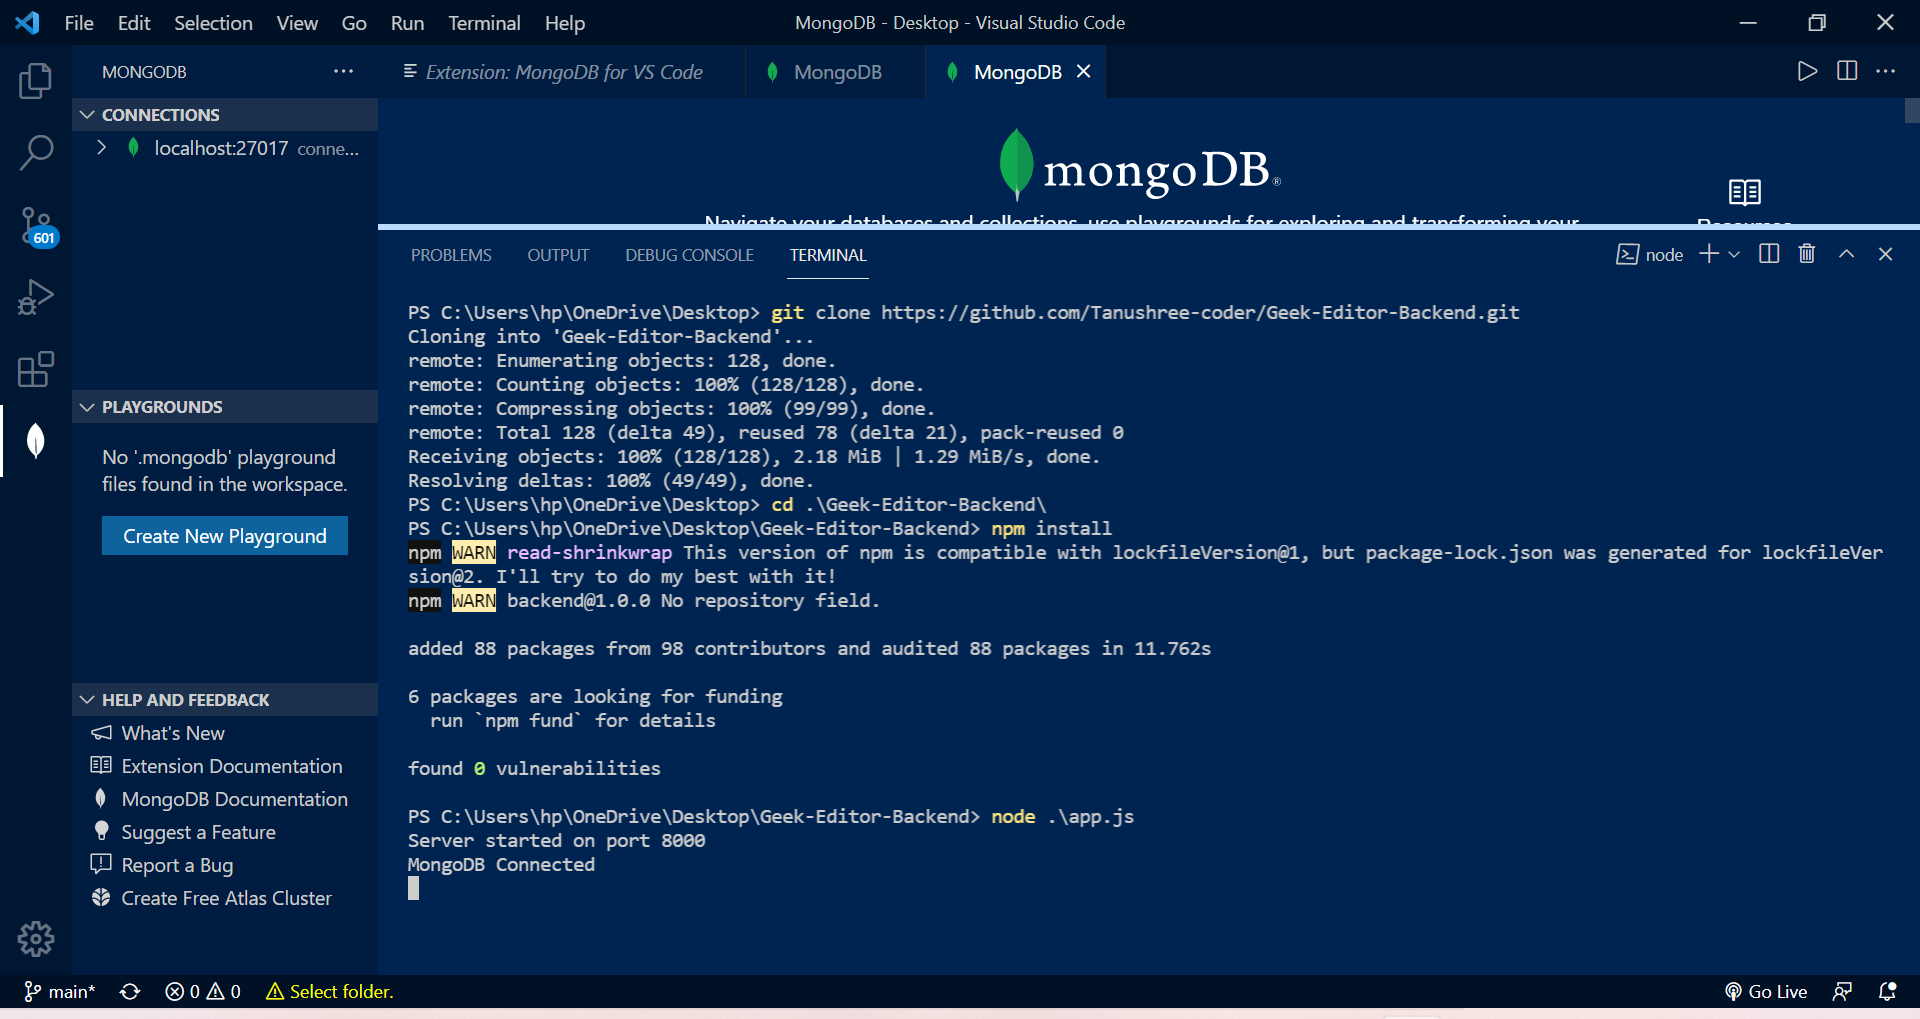 File Edit Selection View Go Run Terminal Help
MongoDB - Desktop - Visual Studio Code
MONGODB
Extension: MongoDB for VS Code
MongoDB
MongoDB
CONNECTIONS
localhost:27017 conne...
601
PLAYGROUNDS
No '.mongodb' playground
files found in the workspace.
Create New Playground
HELP AND FEEDBACK
What's New
Extension Documentation
MongoDB Documentation
Suggest a Feature
Report a Bug
Create Free Atlas Cluster
mongoDB®
Navigate your databases and collections, use playgrounds for exploring and transforming your
Resources
PROBLEMS OUTPUT DEBUG CONSOLE TERMINAL
node
PS C:\Users\hp\OneDrive\Desktop> git clone https://github.com/Tanushree-coder/Geek-Editor-Backend.git
Cloning into 'Geek-Editor-Backend'...
remote: Enumerating objects: 128, done.
remote: Counting objects: 100% (128/128), done.
remote: Compressing objects: 100% (99/99), done.
remote: Total 128 (delta 49), reused 78 (delta 21), pack-reused 0
Receiving objects: 100% (128/128), 2.18 MiB | 1.29 MiB/s, done.
Resolving deltas: 100% (49/49), done.
PS C:\Users\hp\OneDrive\Desktop> cd .\Geek-Editor-Backend\
PS C:\Users\hp\OneDrive\Desktop\Geek-Editor-Backend> npm install
npm WARN read-shrinkwrap This version of npm is compatible with lockfileVersion@1, but package-lock.json was generated for lockfileVer
sion@2. I'll try to do my best with it!
npm WARN backend@1.0.0 No repository field.
added 88 packages from 98 contributors and audited 88 packages in 11.762s
6 packages are looking for funding
run `npm fund` for details
found 0 vulnerabilities
PS C:\Users\hp\OneDrive\Desktop\Geek-Editor-Backend> node .\app.js
Server started on port 8000
MongoDB Connected
main* 0 0 Select folder.
Go Live